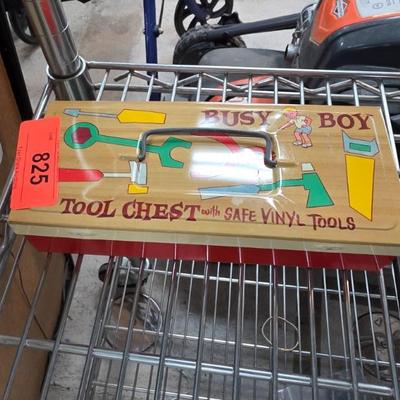 BUSY BOY
825
TOOL CHEST with SAFE VINYL TOOLS